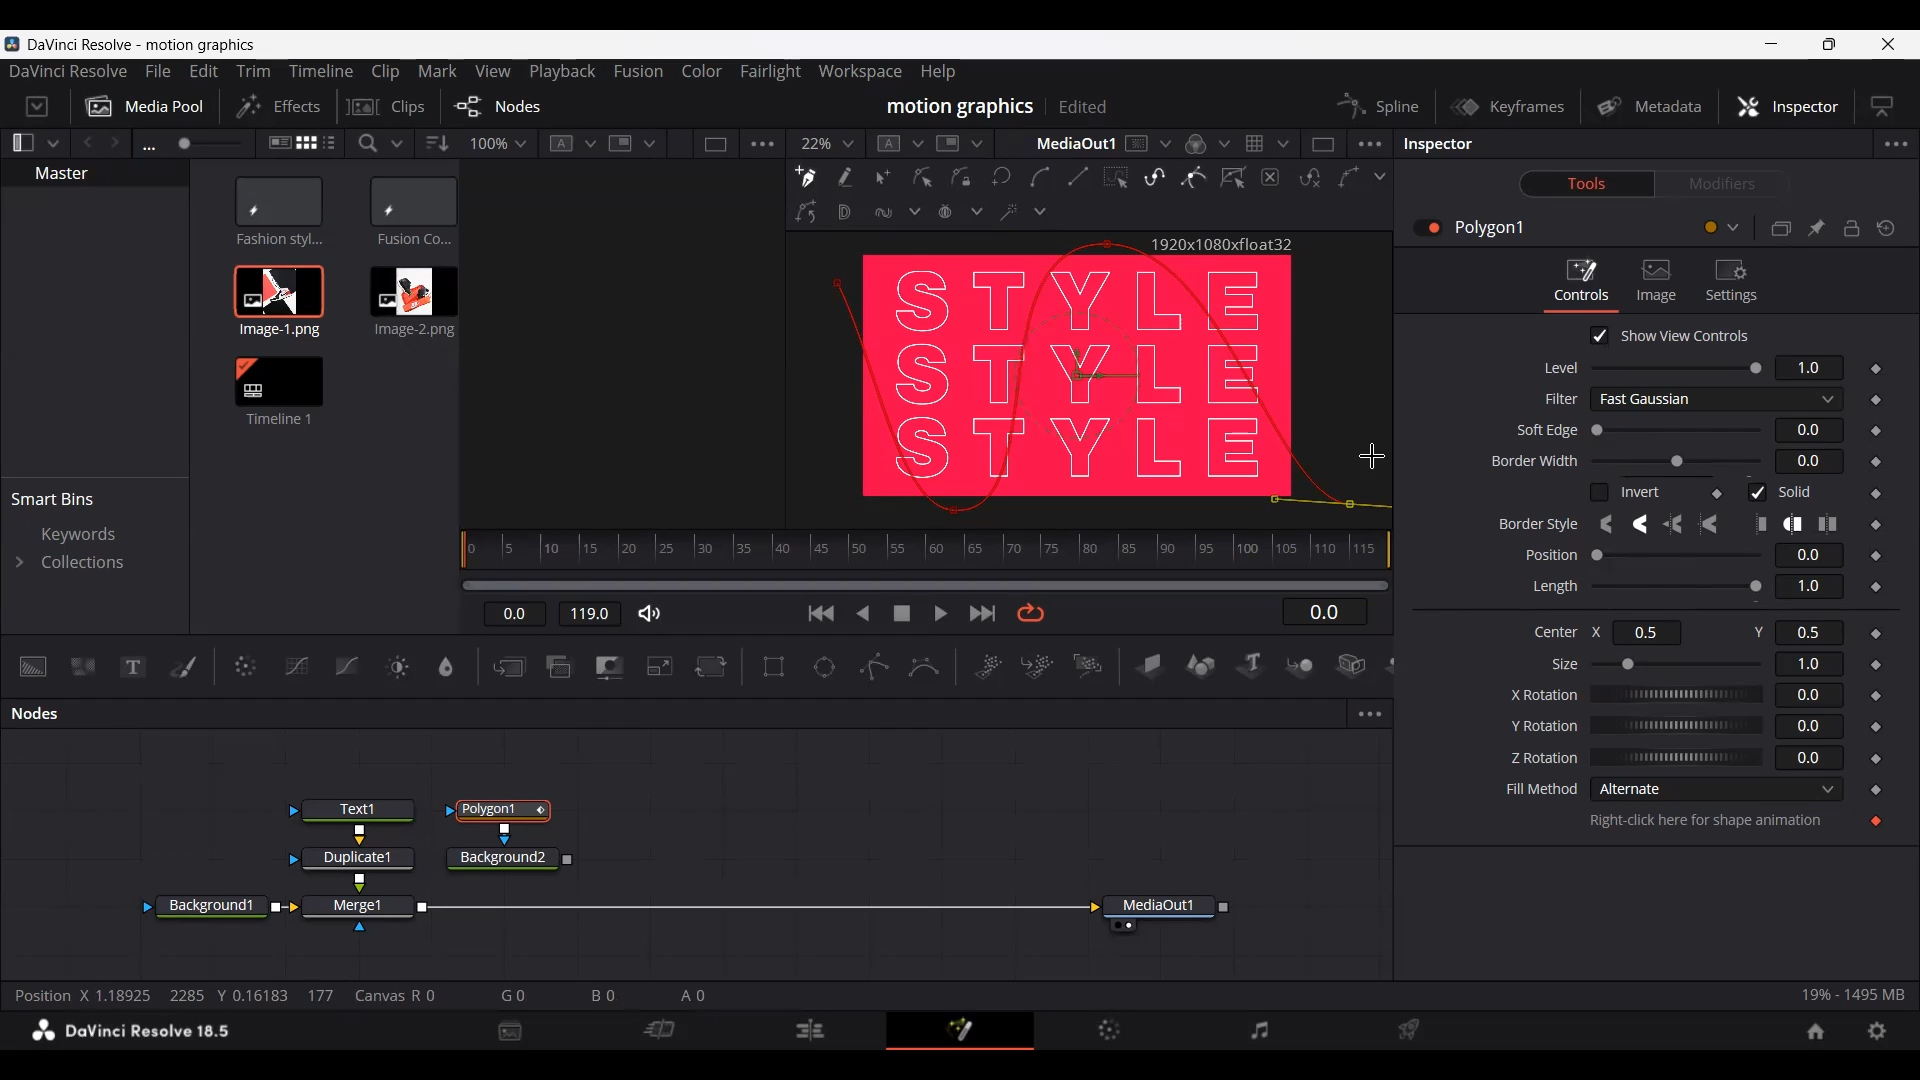 DaVinci Resolve - motion graphics
DaVinci Resolve File Edit Trim Timeline Clip Mark View Playback Fusion Color Fairlight Workspace Help
Media Pool Effects Clips Nodes motion graphics Edited Spline Keyframes Metadata Inspector
... 100% A 22% A MediaOut1 Inspector
Master
Fashion styl... Fusion Co...
Image-1.png Image-2.png
Timeline 1
Smart Bins
Keywords
Collections
1920x1080xfloat32
STYLE
STYLE
STYLE
0 5 10 15 20 25 30 35 40 45 50 55 60 65 70 75 80 85 90 95 100 105 110 115
0.0 119.0 0.0
Tools Modifiers
Polygon1
Controls Image Settings
Show View Controls
Level 1.0
Filter Fast Gaussian
Soft Edge 0.0
Border Width 0.0
Invert Solid
Border Style
Position 0.0
Length 1.0
Center X 0.5 Y 0.5
Size 1.0
X Rotation 0.0
Y Rotation 0.0
Z Rotation 0.0
Fill Method Alternate
Right-click here for shape animation
Nodes
Text1 Polygon1
Duplicate1 Background2
Background1 Merge1 MediaOut1
Position X 1.18925 2285 Y 0.16183 177 Canvas R 0 G 0 B 0 A 0 19% - 1495 MB
DaVinci Resolve 18.5